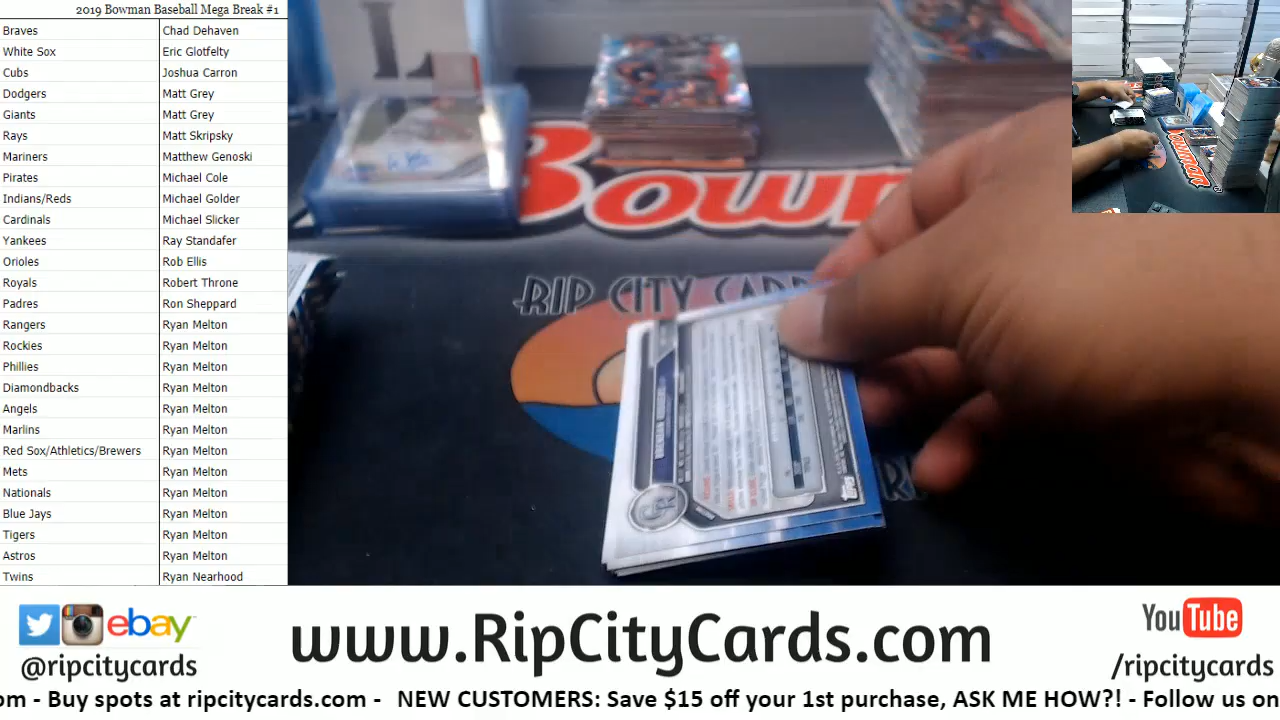 2019 Bowman Baseball Mega Break #1
Braves Chad Dehaven
White Sox Eric Glotfelty
Cubs Joshua Carron
Dodgers Matt Grey
Giants Matt Grey
Rays Matt Skripsky
Mariners Matthew Genoski
Pirates Michael Cole
Indians/Reds Michael Golder
Cardinals Michael Slicker
Yankees Ray Standafer
Orioles Rob Ellis
Royals Robert Throne
Padres Ron Sheppard
Rangers Ryan Melton
Rockies Ryan Melton
Phillies Ryan Melton
Diamondbacks Ryan Melton
Angels Ryan Melton
Marlins Ryan Melton
Red Sox/Athletics/Brewers Ryan Melton
Mets Ryan Melton
Nationals Ryan Melton
Blue Jays Ryan Melton
Tigers Ryan Melton
Astros Ryan Melton
Twins Ryan Nearhood
Bown
RIP CITY CAR
CR
Topps
BOWMAN
ebay
@ripcitycards
www.RipCityCards.com
YouTube
/ripcitycards
om - Buy spots at ripcitycards.com - NEW CUSTOMERS: Save $15 off your 1st purchase, ASK ME HOW?! - Follow us on